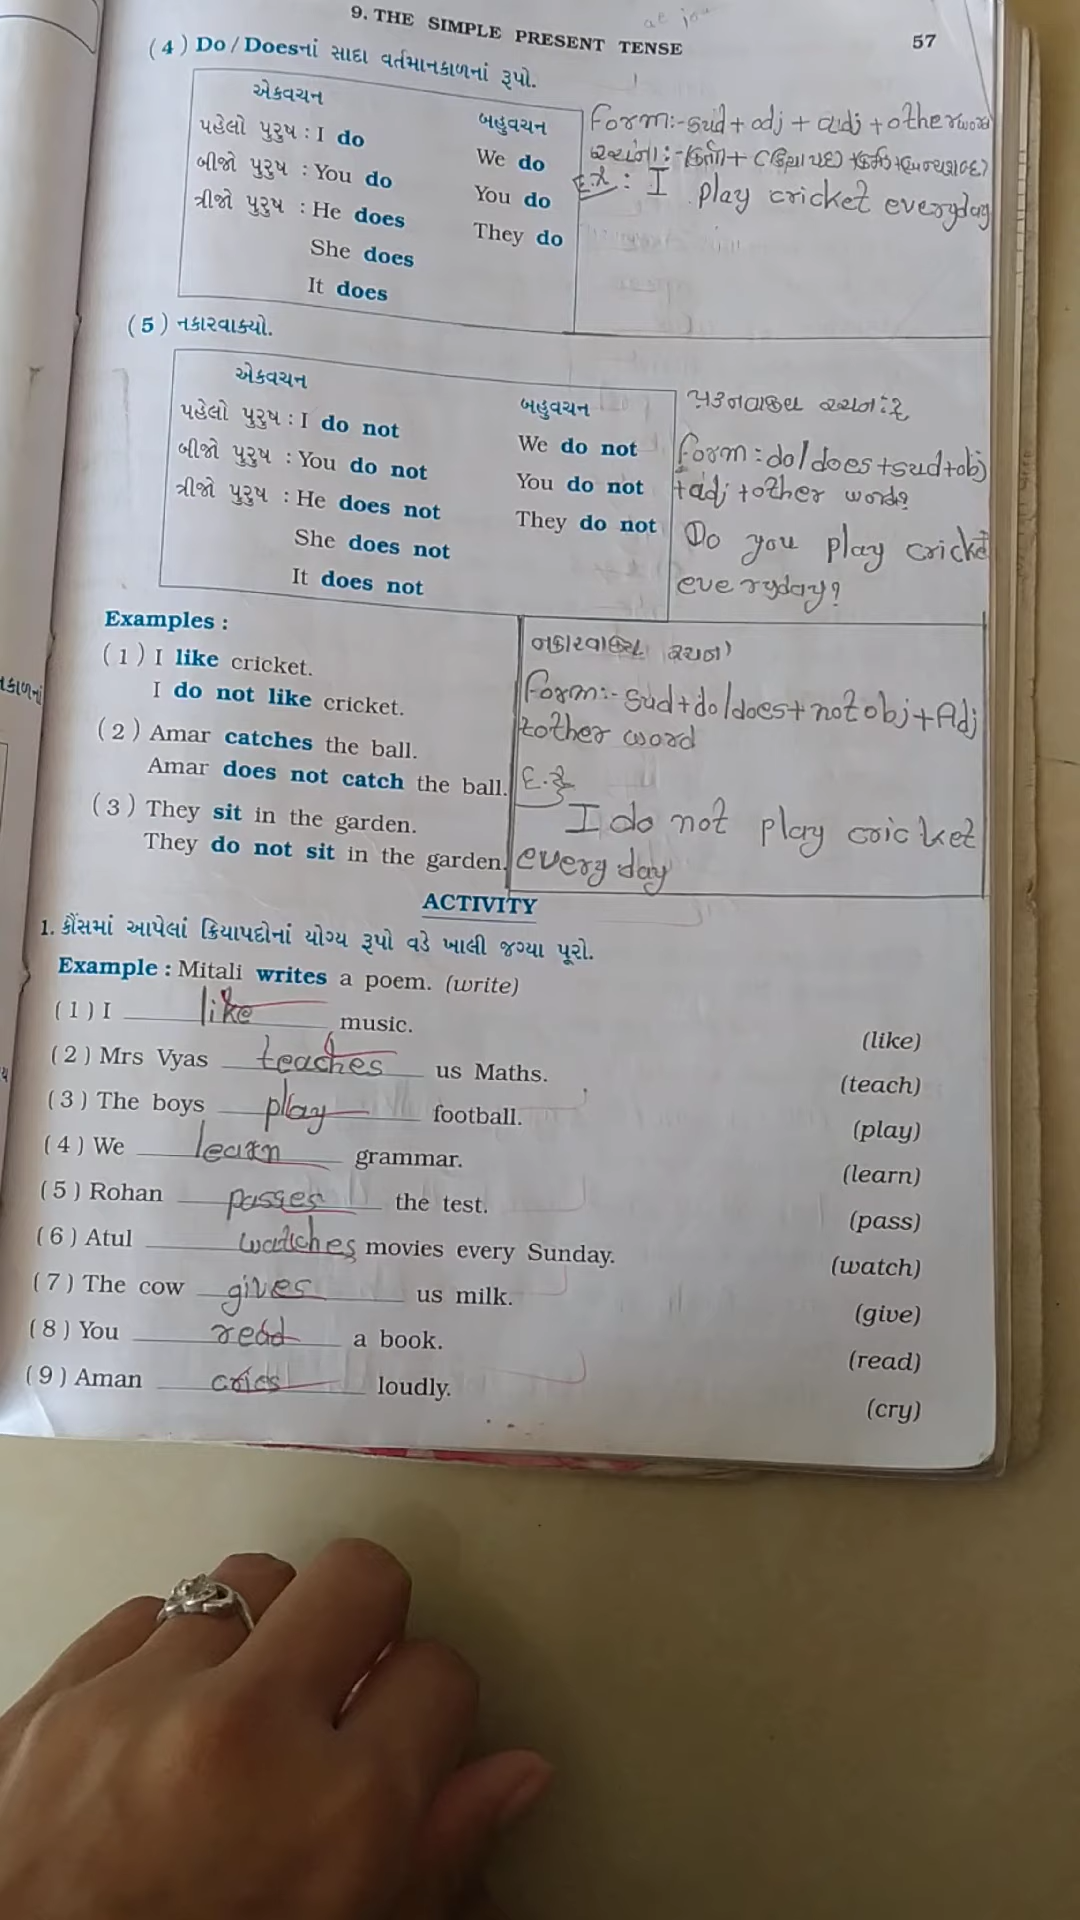 9. THE SIMPLE PRESENT TENSE
57
(4) Do / Doesનાં સાદા વર્તમાનકાળનાં રૂપો.
એકવચન
બહુવચન
પહેલો પુરુષ : I do
We do
બીજો પુરુષ : You do
You do
ત્રીજો પુરુષ : He does
They do
She does
It does
Form:- sud + odj + adj + other word
રચના :-
દા.ત : I play cricket everyday
(5) નકારવાક્યો.
એકવચન
બહુવચન
પહેલો પુરુષ : I do not
We do not
બીજો પુરુષ : You do not
You do not
ત્રીજો પુરુષ : He does not
They do not
She does not
It does not
form : do/does + sud + obj
+ adj + other word?
Do you play cricket
everyday?
Examples :
(1) I like cricket.
I do not like cricket.
(2) Amar catches the ball.
Amar does not catch the ball.
(3) They sit in the garden.
They do not sit in the garden.
નકારવાક્ય
Form:- sud + do/does + not obj + Adj
+other word
I do not play cricket
every day
ACTIVITY
1. કૌંસમાં આપેલાં ક્રિયાપદોનાં યોગ્ય રૂપો વડે ખાલી જગ્યા પૂરો.
Example : Mitali writes a poem. (write)
(1) I like music. (like)
(2) Mrs Vyas teaches us Maths. (teach)
(3) The boys play football. (play)
(4) We learn grammar. (learn)
(5) Rohan passes the test. (pass)
(6) Atul watches movies every Sunday. (watch)
(7) The cow gives us milk. (give)
(8) You read a book. (read)
(9) Aman cries loudly. (cry)